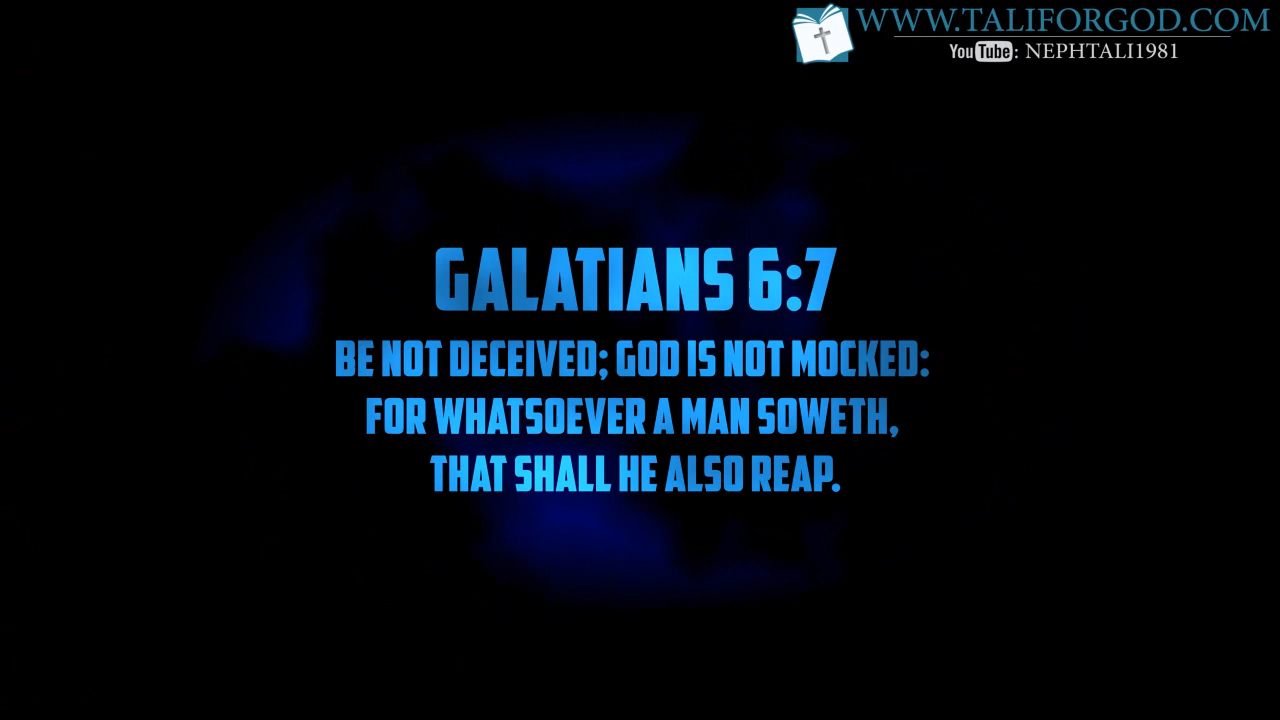 WWW.TALIFORGOD.COM
YouTube: NEPHTALI1981
GALATIANS 6:7
BE NOT DECEIVED; GOD IS NOT MOCKED:
FOR WHATSOEVER A MAN SOWETH,
THAT SHALL HE ALSO REAP.